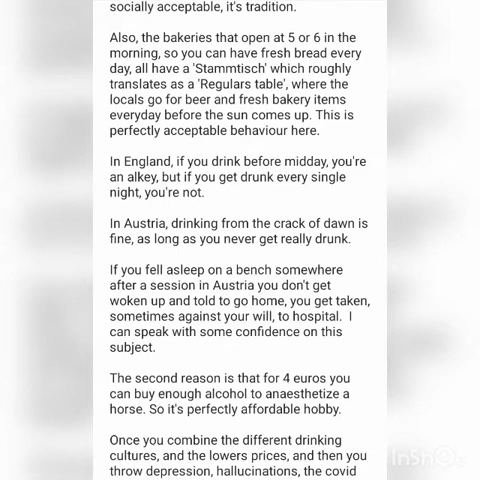 socially acceptable, it's tradition.
Also, the bakeries that open at 5 or 6 in the
morning, so you can have fresh bread every
day, all have a 'Stammtisch' which roughly
translates as a 'Regulars table', where the
locals go for beer and fresh bakery items
everyday before the sun comes up. This is
perfectly acceptable behaviour here.
In England, if you drink before midday, you're
an alkey, but if you get drunk every single
night, you're not.
In Austria, drinking from the crack of dawn is
fine, as long as you never get really drunk.
If you fell asleep on a bench somewhere
after a session in Austria you don't get
woken up and told to go home, you get taken,
sometimes against your will, to hospital. I
can speak with some confidence on this
subject.
The second reason is that for 4 euros you
can buy enough alcohol to anaesthetize a
horse. So it's perfectly affordable hobby.
Once you combine the different drinking
cultures, and the lowers prices, and then you
throw depression, hallucinations, the covid
InShOt